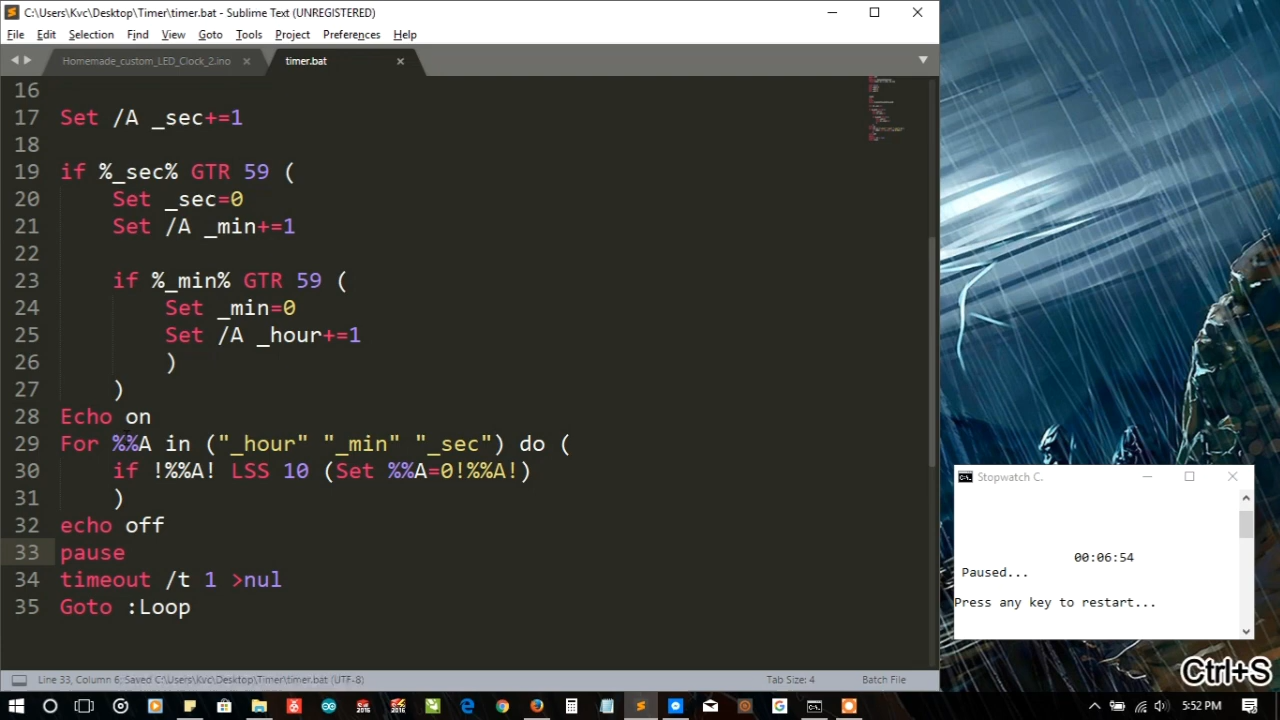 C:\Users\Kvc\Desktop\Timer\timer.bat - Sublime Text (UNREGISTERED)
File Edit Selection Find View Goto Tools Project Preferences Help
Homemade_custom_LED_Clock_2.ino timer.bat
16
17 Set /A _sec+=1
18
19 if %_sec% GTR 59 (
20 Set _sec=0
21 Set /A _min+=1
22
23 if %_min% GTR 59 (
24 Set _min=0
25 Set /A _hour+=1
26 )
27 )
28 Echo on
29 For %%A in ("_hour" "_min" "_sec") do (
30 if !%%A! LSS 10 (Set %%A=0!%%A!)
31 )
32 echo off
33 pause
34 timeout /t 1 >nul
35 Goto :Loop
Line 33, Column 6; Saved C:\Users\Kvc\Desktop\Timer\timer.bat (UTF-8) Tab Size: 4 Batch File
Stopwatch C.
00:06:54
Paused...
Press any key to restart...
Ctrl+S
5:52 PM